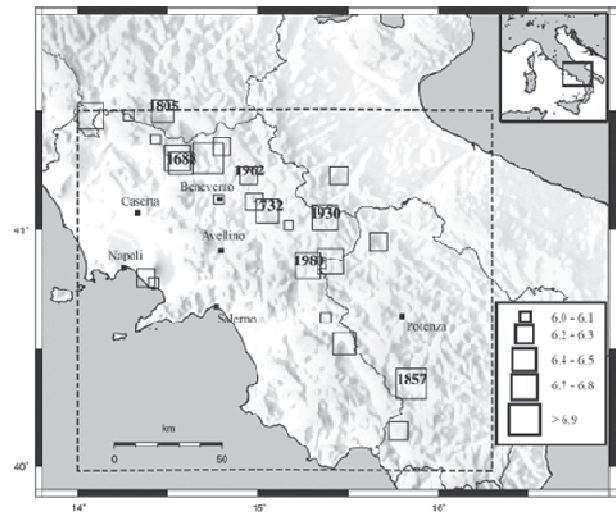 1805
1688
Benevento
1962
Caserta
1732
1930
41°
Avellino
Napoli
1980
Salerno
Potenza
6.0 - 6.1
6.2 - 6.3
6.4 - 6.5
6.7 - 6.8
> 6.9
1857
km
0
50
40°
14°
15°
16°